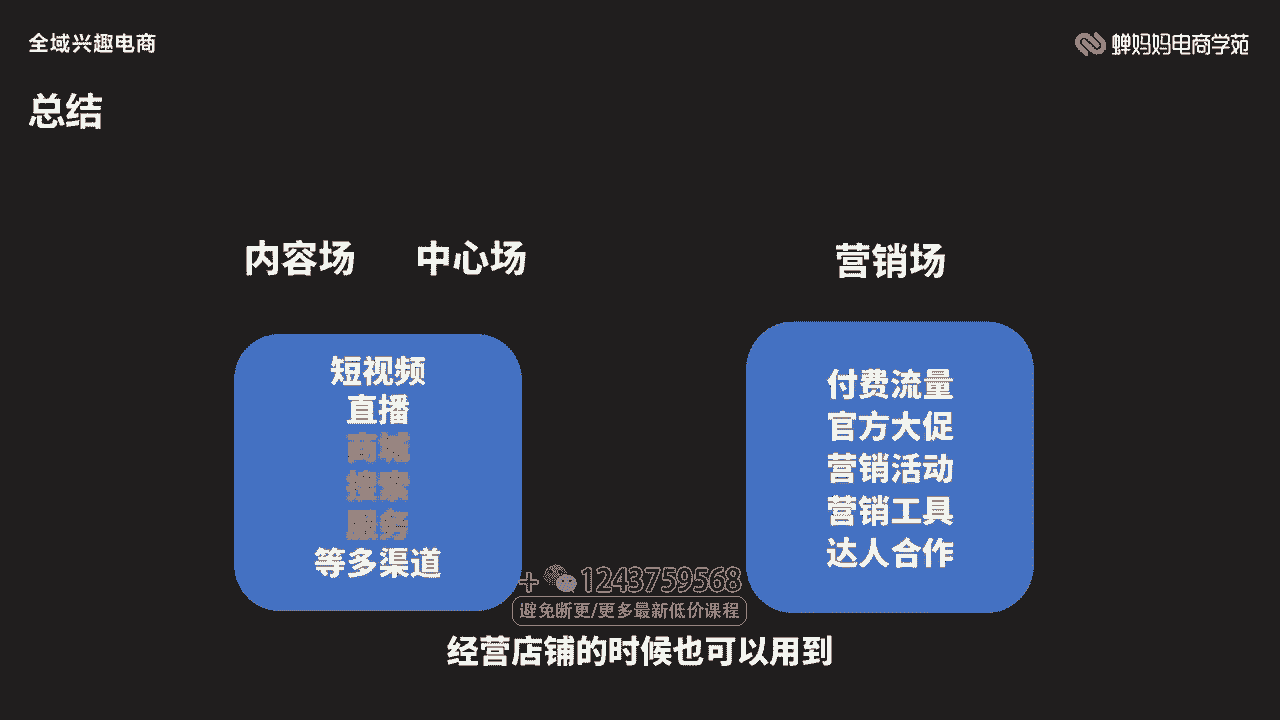 全域兴趣电商
蝉妈妈电商学苑
总结
内容场 中心场
营销场
短视频
直播
商城
搜索
服务
等多渠道
付费流量
官方大促
营销活动
营销工具
达人合作
+ 1243759568
避免断更/更多最新低价课程
经营店铺的时候也可以用到